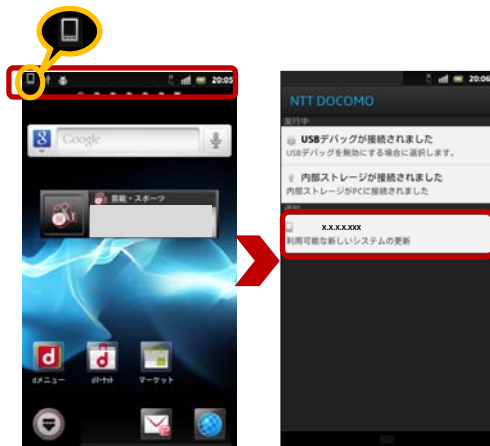 20:05
8 Google
芸能・スポーツ
dメニュー
dマーケット
マーケット
20:06
NTT DOCOMO
実行中
USBデバッグが接続されました
USBデバッグを無効にする場合に選択します。
内部ストレージが接続されました
内部ストレージがPCに接続されました
通知
x.x.x.xxx
利用可能な新しいシステムの更新